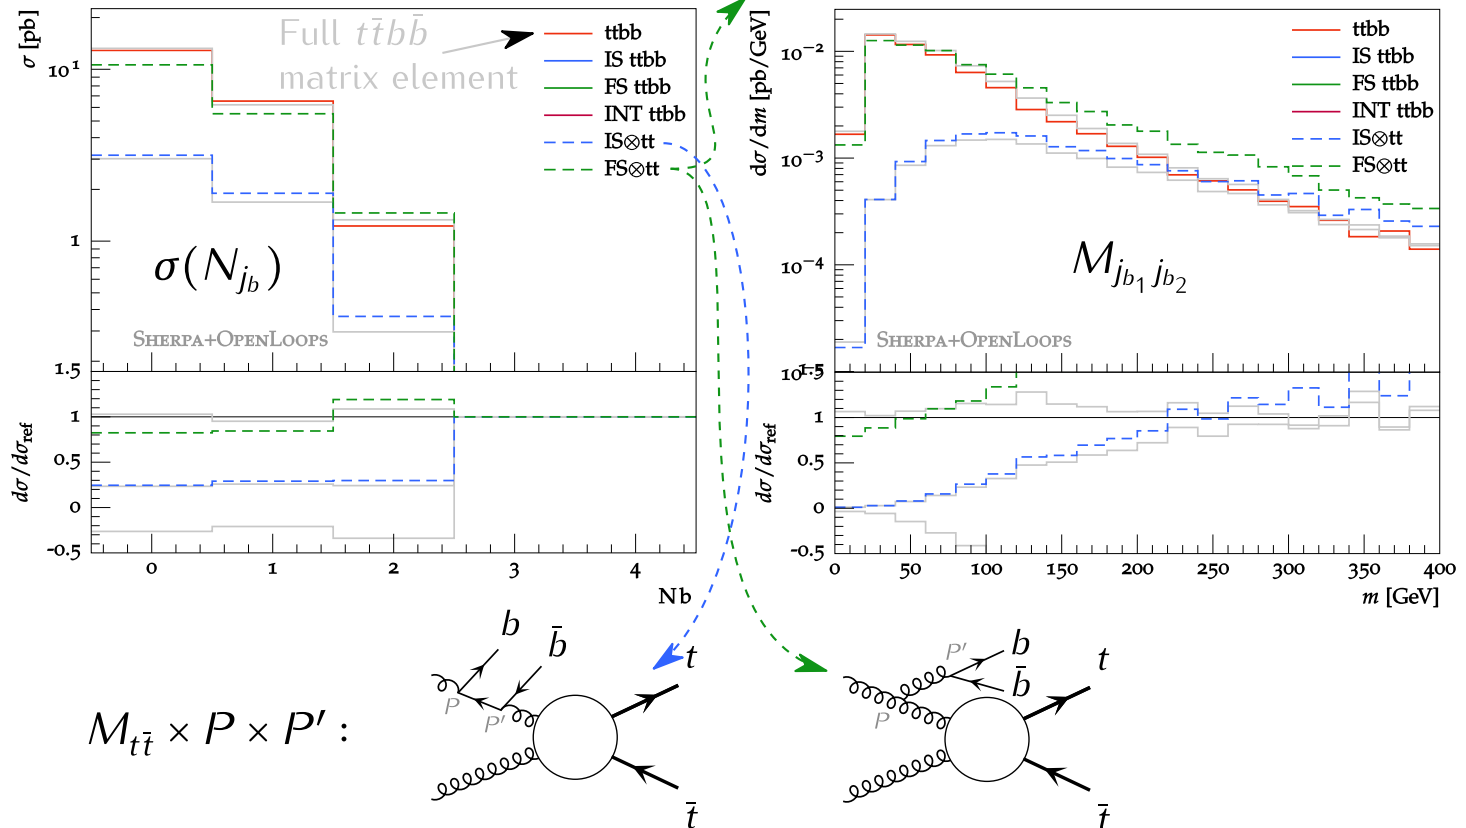 σ [pb]
10¹
1
Full tt̄bb̄
matrix element
ttbb
IS ttbb
FS ttbb
INT ttbb
IS⊗tt
FS⊗tt
σ(N_{j_b})
SHERPA+OPENLOOPS
dσ/dσ_ref
1.5
1
0.5
0
-0.5
0 1 2 3 4
Nb
dσ/dm [pb/GeV]
10⁻²
10⁻³
10⁻⁴
ttbb
IS ttbb
FS ttbb
INT ttbb
IS⊗tt
FS⊗tt
M_{j_{b_1} j_{b_2}}
SHERPA+OPENLOOPS
dσ/dσ_ref
1
0.5
0
-0.5
0 50 100 150 200 250 300 350 400
m [GeV]
M_{tt̄} × P × P′ :
b
b̄
P
P′
t
t̄
P′
b
b̄
P
t
t̄